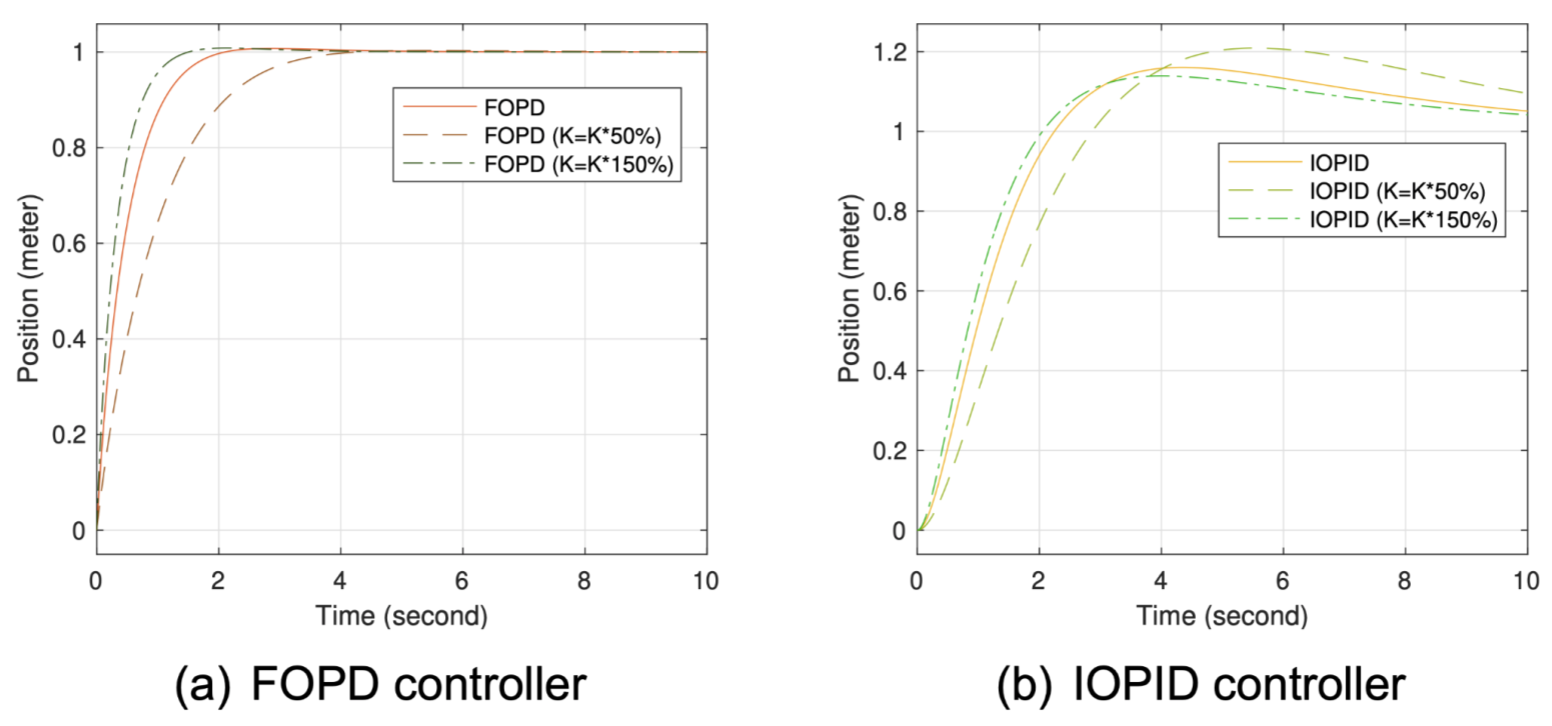 1
0.8
0.6
0.4
0.2
0
0 2 4 6 8 10
Position (meter)
Time (second)
FOPD
FOPD (K=K*50%)
FOPD (K=K*150%)
(a) FOPD controller
1.2
1
0.8
0.6
0.4
0.2
0
0 2 4 6 8 10
Position (meter)
Time (second)
IOPID
IOPID (K=K*50%)
IOPID (K=K*150%)
(b) IOPID controller